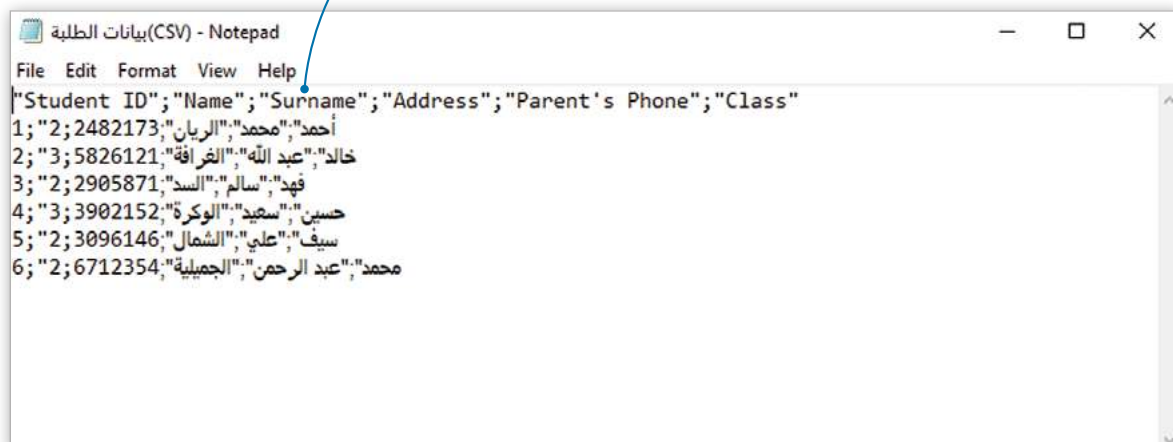 بيانات الطلبة(CSV) - Notepad
File Edit Format View Help
"Student ID";"Name";"Surname";"Address";"Parent's Phone";"Class"
1;"أحمد";"محمد";"الريان";2482173;2
2;"خالد";"عبد الله";"الغرافة";5826121;3
3;"فهد";"سالم";"السد";2905871;2
4;"حسين";"سعيد";"الوكرة";3902152;3
5;"سيف";"علي";"الشمال";3096146;2
6;"محمد";"عبد الرحمن";"الجميلية";6712354;2